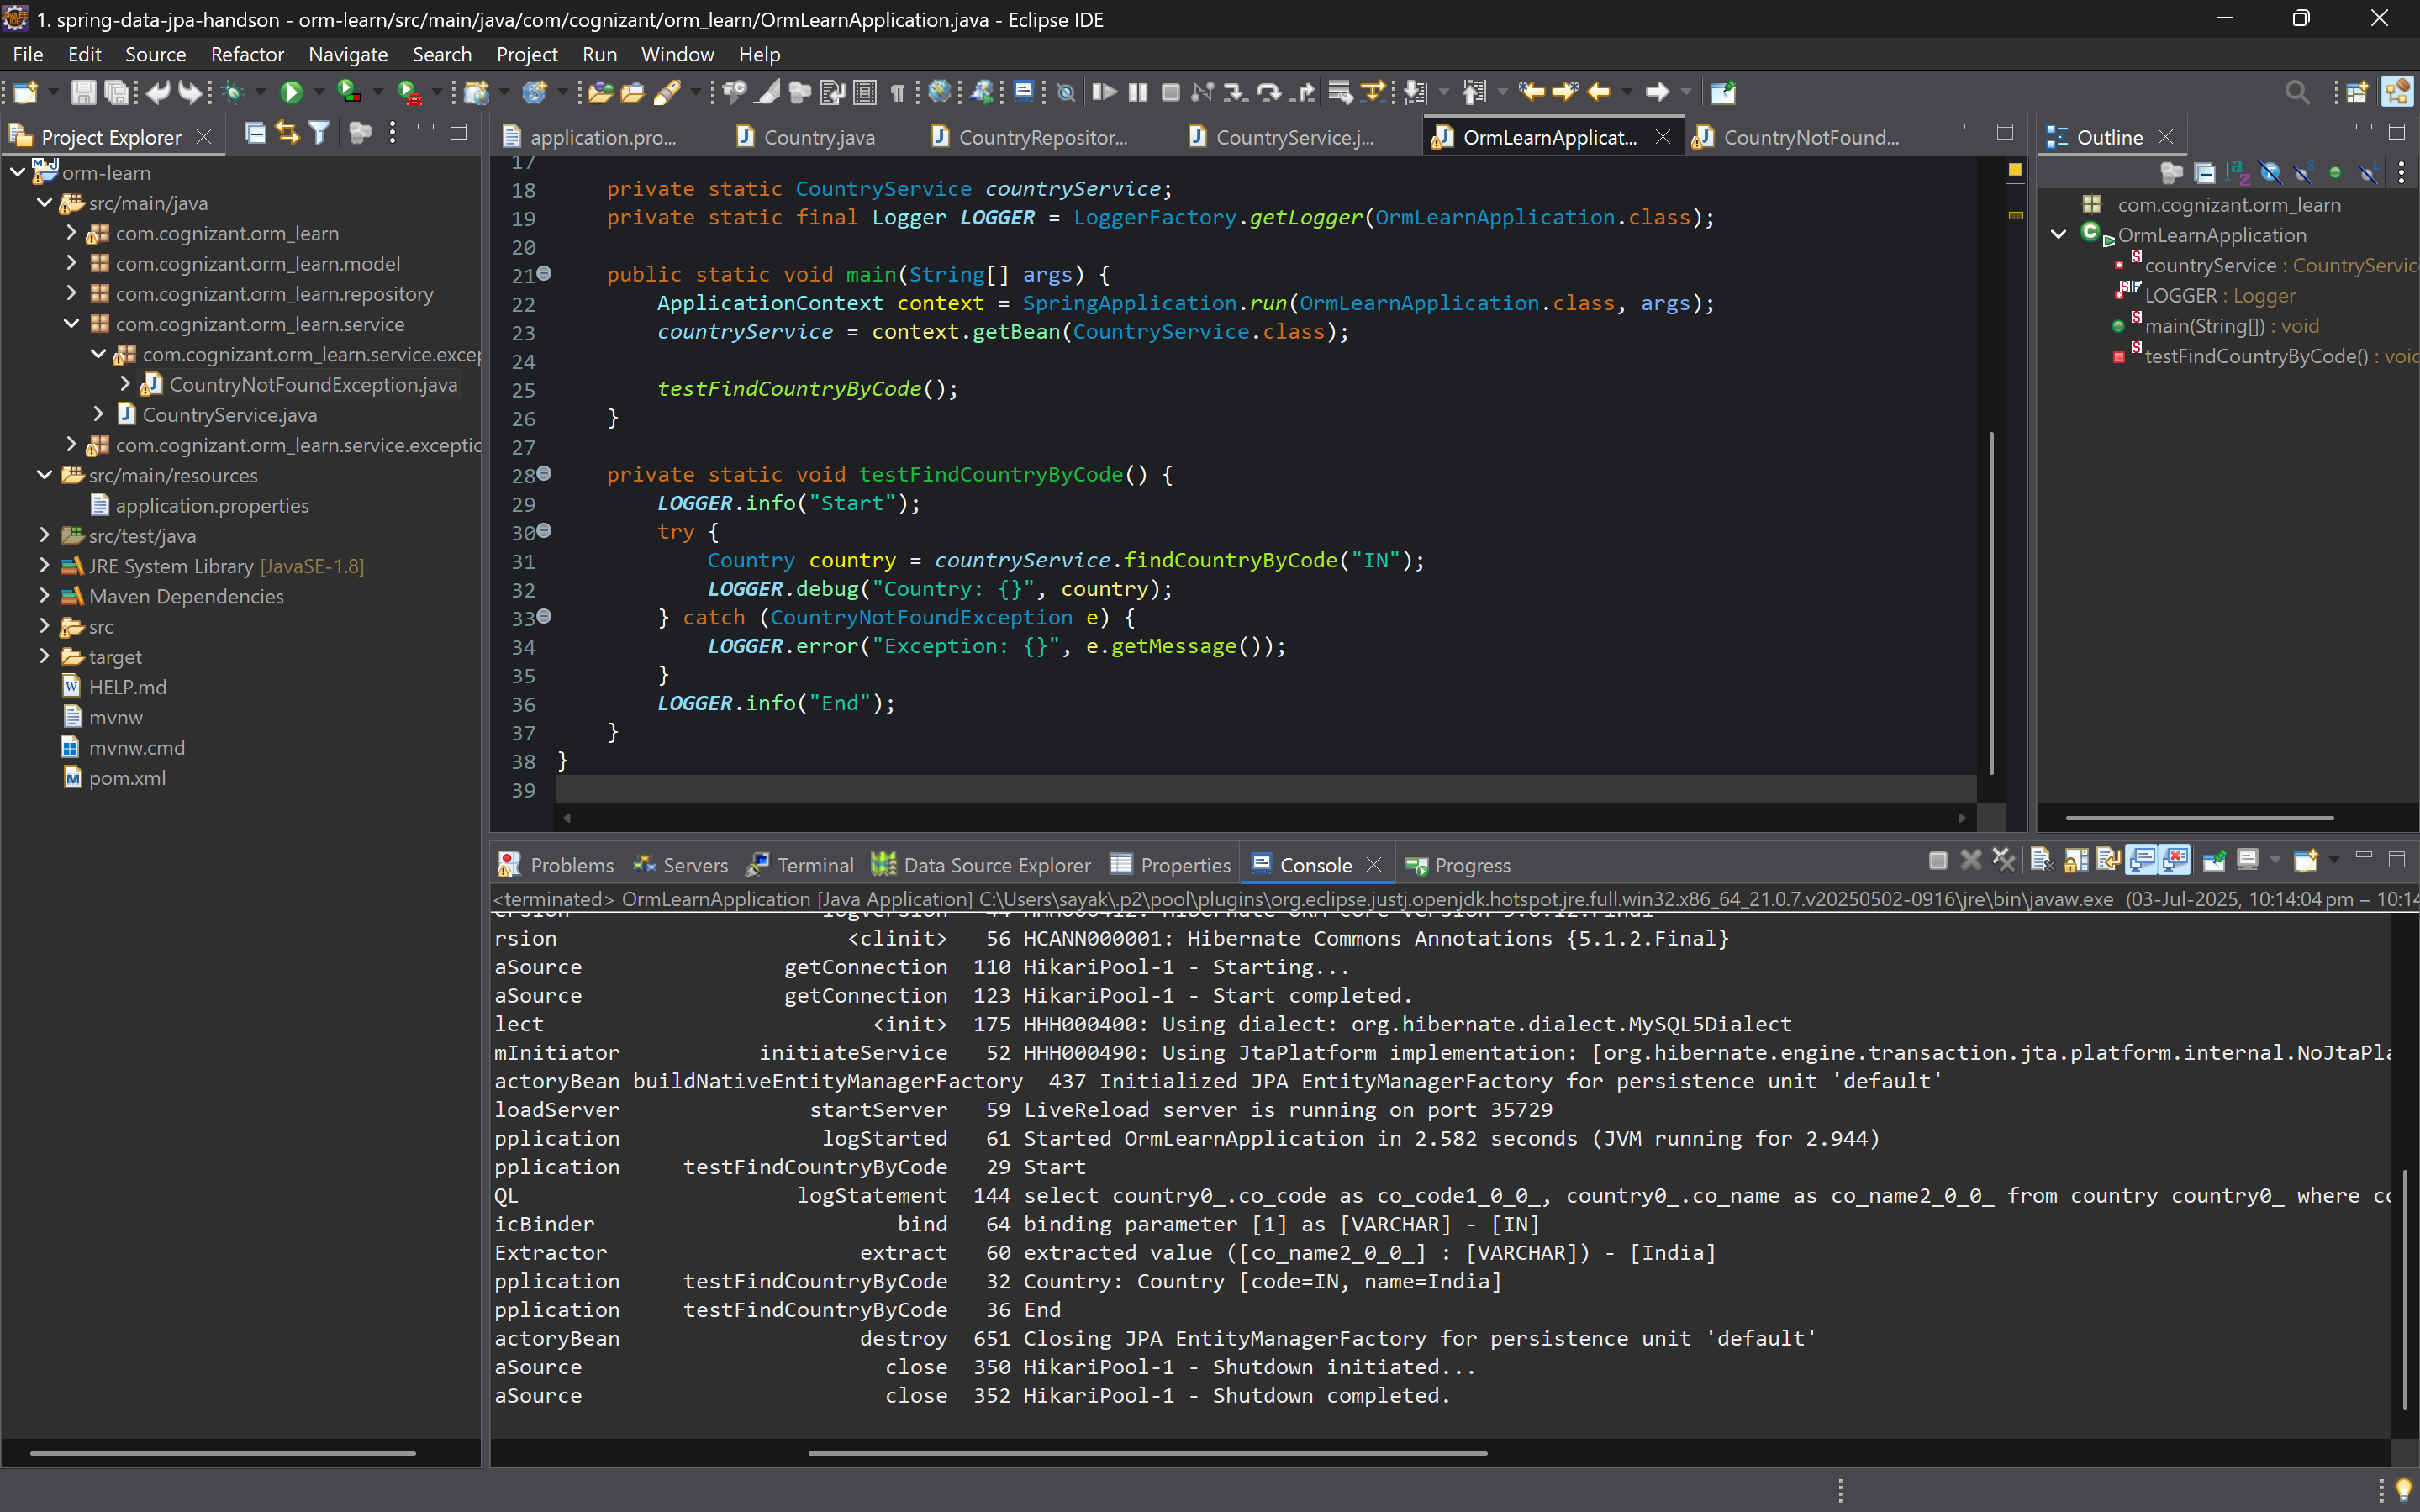 1. spring-data-jpa-handson - orm-learn/src/main/java/com/cognizant/orm_learn/OrmLearnApplication.java - Eclipse IDE
File Edit Source Refactor Navigate Search Project Run Window Help
Project Explorer
orm-learn
src/main/java
com.cognizant.orm_learn
com.cognizant.orm_learn.model
com.cognizant.orm_learn.repository
com.cognizant.orm_learn.service
com.cognizant.orm_learn.service.excep
CountryNotFoundException.java
CountryService.java
com.cognizant.orm_learn.service.exceptic
src/main/resources
application.properties
src/test/java
JRE System Library [JavaSE-1.8]
Maven Dependencies
src
target
HELP.md
mvnw
mvnw.cmd
pom.xml
application.pro... Country.java CountryRepositor... CountryService.j... OrmLearnApplicat... CountryNotFound...
17
18 private static CountryService countryService;
19 private static final Logger LOGGER = LoggerFactory.getLogger(OrmLearnApplication.class);
20
21 public static void main(String[] args) {
22 ApplicationContext context = SpringApplication.run(OrmLearnApplication.class, args);
23 countryService = context.getBean(CountryService.class);
24
25 testFindCountryByCode();
26 }
27
28 private static void testFindCountryByCode() {
29 LOGGER.info("Start");
30 try {
31 Country country = countryService.findCountryByCode("IN");
32 LOGGER.debug("Country: {}", country);
33 } catch (CountryNotFoundException e) {
34 LOGGER.error("Exception: {}", e.getMessage());
35 }
36 LOGGER.info("End");
37 }
38 }
39
Outline
com.cognizant.orm_learn
OrmLearnApplication
countryService : CountryServic
LOGGER : Logger
main(String[]) : void
testFindCountryByCode() : voic
Problems Servers Terminal Data Source Explorer Properties Console Progress
<terminated> OrmLearnApplication [Java Application] C:\Users\sayak\.p2\pool\plugins\org.eclipse.justj.openjdk.hotspot.jre.full.win32.x86_64_21.0.7.v20250502-0916\jre\bin\javaw.exe (03-Jul-2025, 10:14:04 pm – 10:14
rsion <clinit> 56 HCANN000001: Hibernate Commons Annotations {5.1.2.Final}
aSource getConnection 110 HikariPool-1 - Starting...
aSource getConnection 123 HikariPool-1 - Start completed.
lect <init> 175 HHH000400: Using dialect: org.hibernate.dialect.MySQL5Dialect
mInitiator initiateService 52 HHH000490: Using JtaPlatform implementation: [org.hibernate.engine.transaction.jta.platform.internal.NoJtaPla
actoryBean buildNativeEntityManagerFactory 437 Initialized JPA EntityManagerFactory for persistence unit 'default'
loadServer startServer 59 LiveReload server is running on port 35729
pplication logStarted 61 Started OrmLearnApplication in 2.582 seconds (JVM running for 2.944)
pplication testFindCountryByCode 29 Start
QL logStatement 144 select country0_.co_code as co_code1_0_0_, country0_.co_name as co_name2_0_0_ from country country0_ where co
icBinder bind 64 binding parameter [1] as [VARCHAR] - [IN]
Extractor extract 60 extracted value ([co_name2_0_0_] : [VARCHAR]) - [India]
pplication testFindCountryByCode 32 Country: Country [code=IN, name=India]
pplication testFindCountryByCode 36 End
actoryBean destroy 651 Closing JPA EntityManagerFactory for persistence unit 'default'
aSource close 350 HikariPool-1 - Shutdown initiated...
aSource close 352 HikariPool-1 - Shutdown completed.